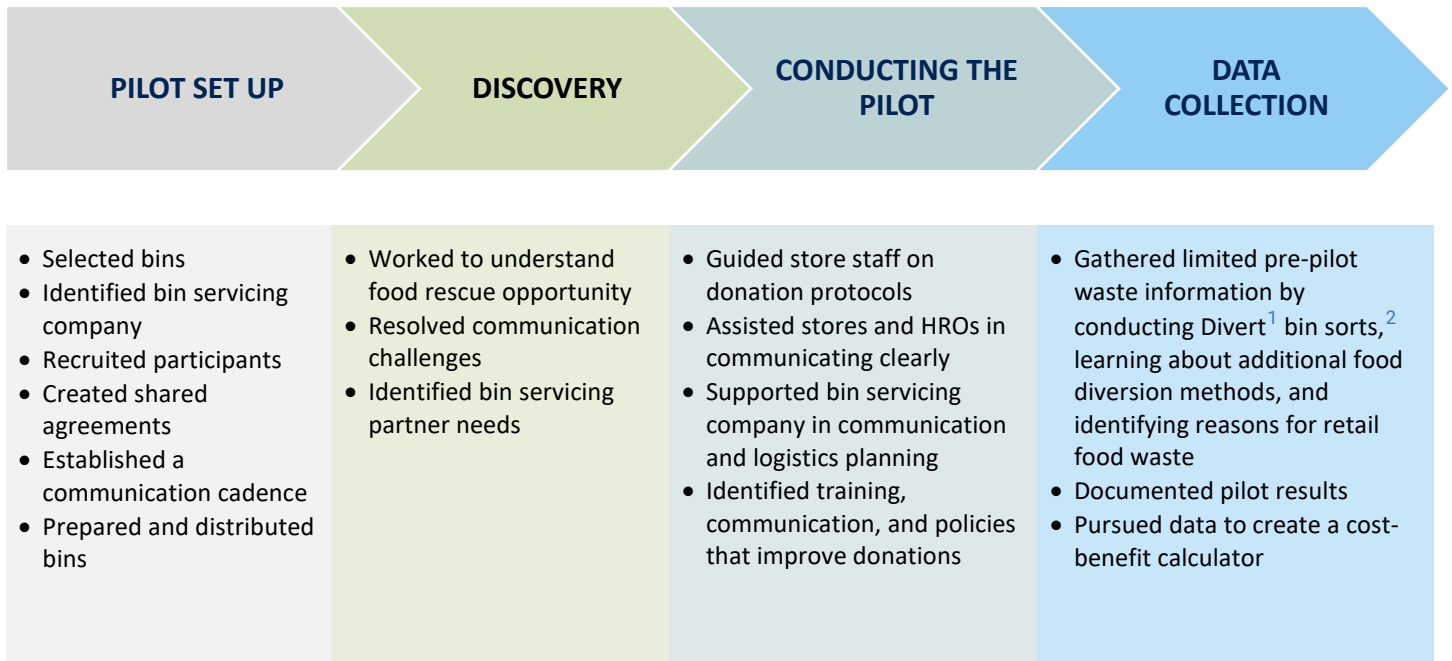 PILOT SET UP
DISCOVERY
CONDUCTING THE
PILOT
DATA
COLLECTION
• Selected bins
• Identified bin servicing
company
• Recruited participants
• Created shared
agreements
• Established a
communication cadence
• Prepared and distributed
bins
• Worked to understand
food rescue opportunity
• Resolved communication
challenges
• Identified bin servicing
partner needs
• Guided store staff on
donation protocols
• Assisted stores and HROs in
communicating clearly
• Supported bin servicing
company in communication
and logistics planning
• Identified training,
communication, and policies
that improve donations
• Gathered limited pre-pilot
waste information by
conducting Divert1 bin sorts,2
learning about additional food
diversion methods, and
identifying reasons for retail
food waste
• Documented pilot results
• Pursued data to create a cost-
benefit calculator